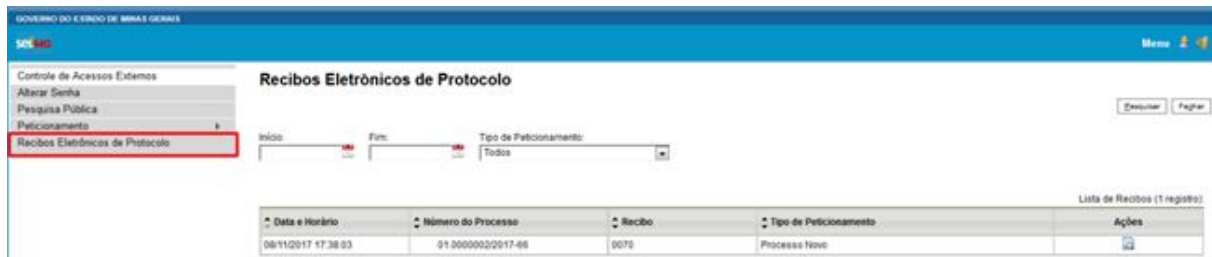 GOVERNO DO ESTADO DE MINAS GERAIS
sei!MG
Menu
Controle de Acessos Externos
Alterar Senha
Pesquisa Pública
Peticionamento
Recibos Eletrônicos de Protocolo
Recibos Eletrônicos de Protocolo
Pesquisar Fechar
Início: Fim: Tipo de Peticionamento:
Todos
Lista de Recibos (1 registro):
Data e Horário Número do Processo Recibo Tipo de Peticionamento Ações
08/11/2017 17:38:03 01.0000002/2017-66 0070 Processo Novo